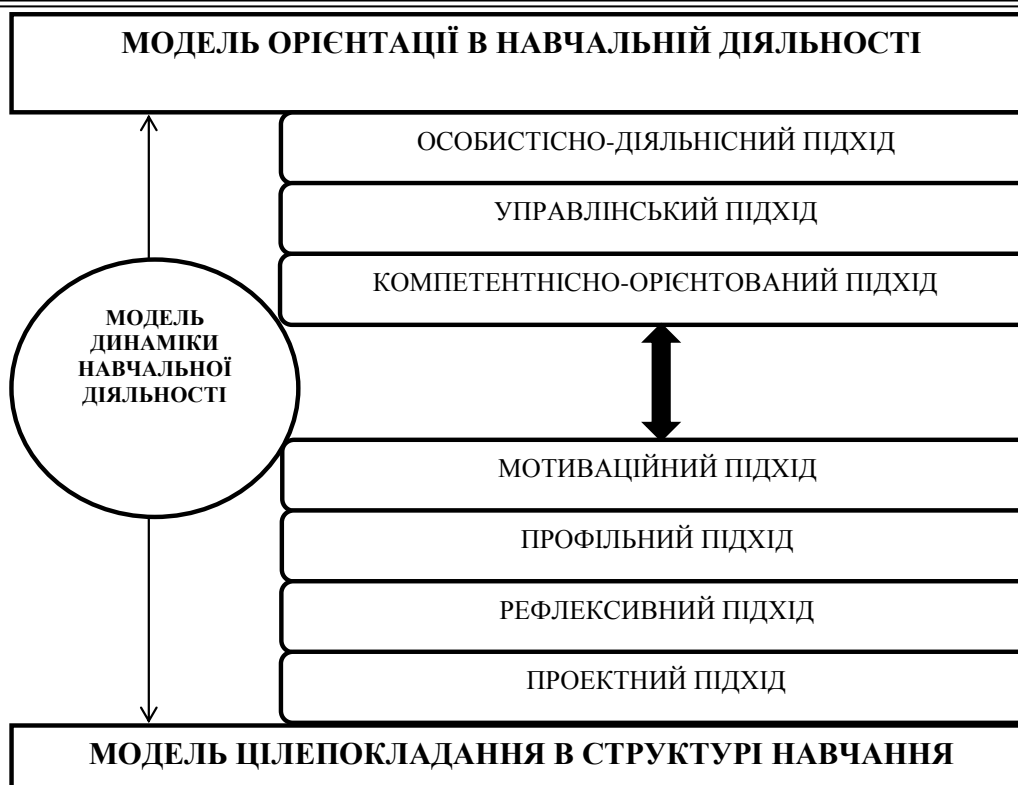 МОДЕЛЬ ОРІЄНТАЦІЇ В НАВЧАЛЬНІЙ ДІЯЛЬНОСТІ
ОСОБИСТІСНО-ДІЯЛЬНІСНИЙ ПІДХІД
УПРАВЛІНСЬКИЙ ПІДХІД
КОМПЕТЕНТНІСНО-ОРІЄНТОВАНИЙ ПІДХІД
МОДЕЛЬ
ДИНАМІКИ
НАВЧАЛЬНОЇ
ДІЯЛЬНОСТІ
МОТИВАЦІЙНИЙ ПІДХІД
ПРОФІЛЬНИЙ ПІДХІД
РЕФЛЕКСИВНИЙ ПІДХІД
ПРОЕКТНИЙ ПІДХІД
МОДЕЛЬ ЦІЛЕПОКЛАДАННЯ В СТРУКТУРІ НАВЧАННЯ